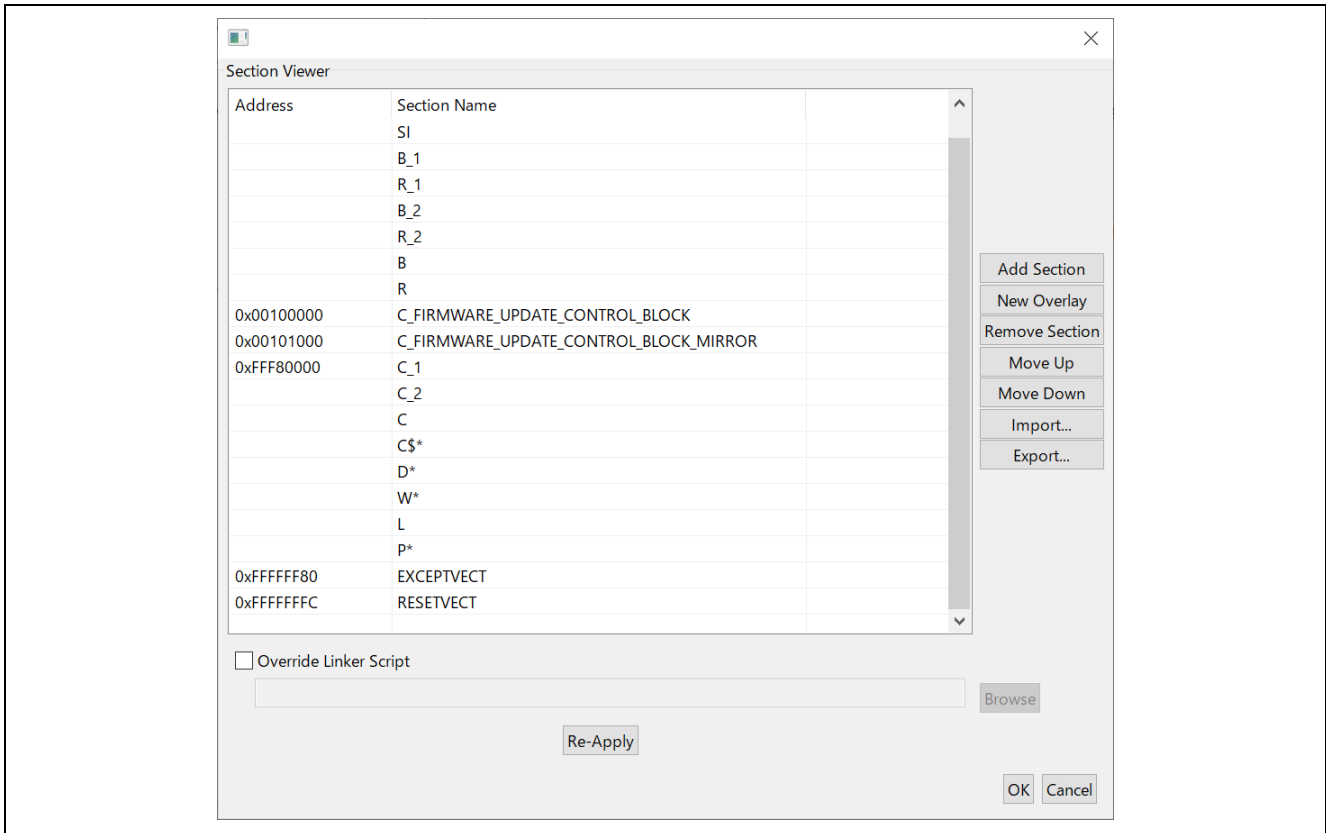 Section Viewer
Address Section Name
SI
B_1
R_1
B_2
R_2
B
R
0x00100000 C_FIRMWARE_UPDATE_CONTROL_BLOCK
0x00101000 C_FIRMWARE_UPDATE_CONTROL_BLOCK_MIRROR
0xFFF80000 C_1
C_2
C
C$*
D*
W*
L
P*
0xFFFFFF80 EXCEPTVECT
0xFFFFFFFC RESETVECT
Add Section
New Overlay
Remove Section
Move Up
Move Down
Import...
Export...
Override Linker Script
Browse
Re-Apply
OK Cancel